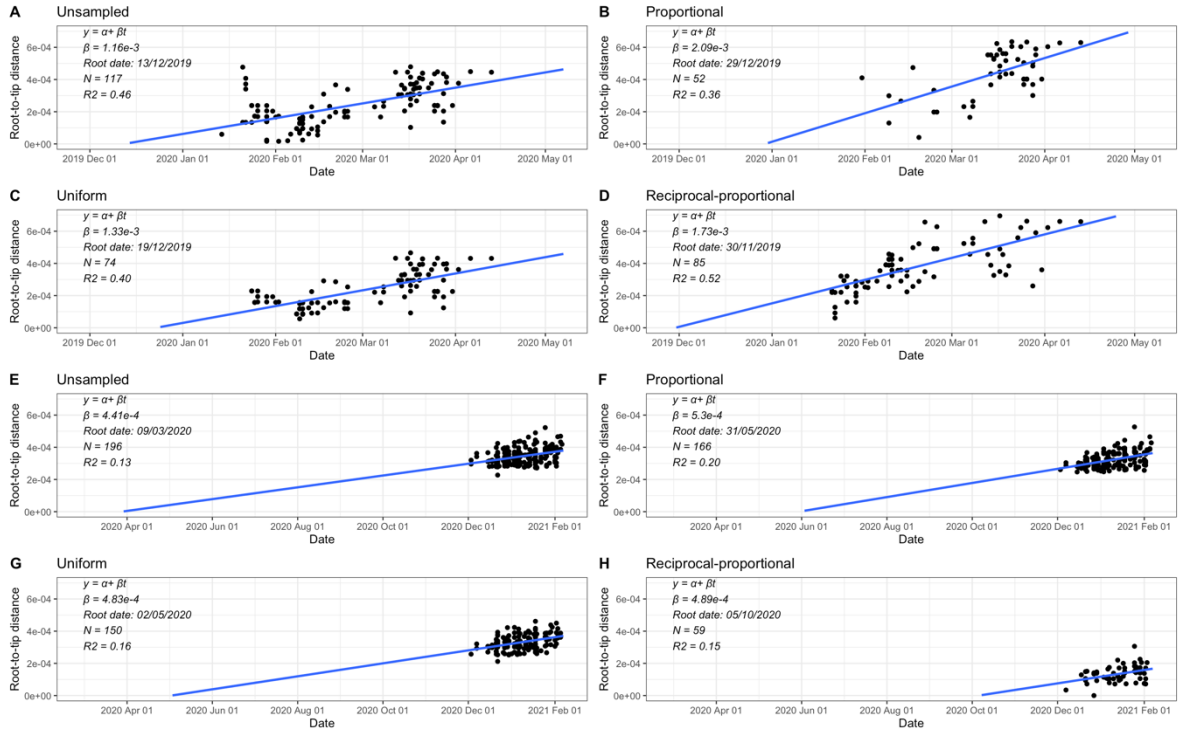 A Unsampled
y = α+ βt
β = 1.16e-3
Root date: 13/12/2019
N = 117
R2 = 0.46
Root-to-tip distance
6e-04
4e-04
2e-04
0e+00
2019 Dec 01 2020 Jan 01 2020 Feb 01 2020 Mar 01 2020 Apr 01 2020 May 01
Date
B Proportional
y = α+ βt
β = 2.09e-3
Root date: 29/12/2019
N = 52
R2 = 0.36
Root-to-tip distance
6e-04
4e-04
2e-04
0e+00
2019 Dec 01 2020 Jan 01 2020 Feb 01 2020 Mar 01 2020 Apr 01 2020 May 01
Date
C Uniform
y = α+ βt
β = 1.33e-3
Root date: 19/12/2019
N = 74
R2 = 0.40
Root-to-tip distance
6e-04
4e-04
2e-04
0e+00
2019 Dec 01 2020 Jan 01 2020 Feb 01 2020 Mar 01 2020 Apr 01 2020 May 01
Date
D Reciprocal-proportional
y = α+ βt
β = 1.73e-3
Root date: 30/11/2019
N = 85
R2 = 0.52
Root-to-tip distance
6e-04
4e-04
2e-04
0e+00
2019 Dec 01 2020 Jan 01 2020 Feb 01 2020 Mar 01 2020 Apr 01 2020 May 01
Date
E Unsampled
y = α+ βt
β = 4.41e-4
Root date: 09/03/2020
N = 196
R2 = 0.13
Root-to-tip distance
6e-04
4e-04
2e-04
0e+00
2020 Apr 01 2020 Jun 01 2020 Aug 01 2020 Oct 01 2020 Dec 01 2021 Feb 01
Date
F Proportional
y = α+ βt
β = 5.3e-4
Root date: 31/05/2020
N = 166
R2 = 0.20
Root-to-tip distance
6e-04
4e-04
2e-04
0e+00
2020 Apr 01 2020 Jun 01 2020 Aug 01 2020 Oct 01 2020 Dec 01 2021 Feb 01
Date
G Uniform
y = α+ βt
β = 4.83e-4
Root date: 02/05/2020
N = 150
R2 = 0.16
Root-to-tip distance
6e-04
4e-04
2e-04
0e+00
2020 Apr 01 2020 Jun 01 2020 Aug 01 2020 Oct 01 2020 Dec 01 2021 Feb 01
Date
H Reciprocal-proportional
y = α+ βt
β = 4.89e-4
Root date: 05/10/2020
N = 59
R2 = 0.15
Root-to-tip distance
6e-04
4e-04
2e-04
0e+00
2020 Apr 01 2020 Jun 01 2020 Aug 01 2020 Oct 01 2020 Dec 01 2021 Feb 01
Date